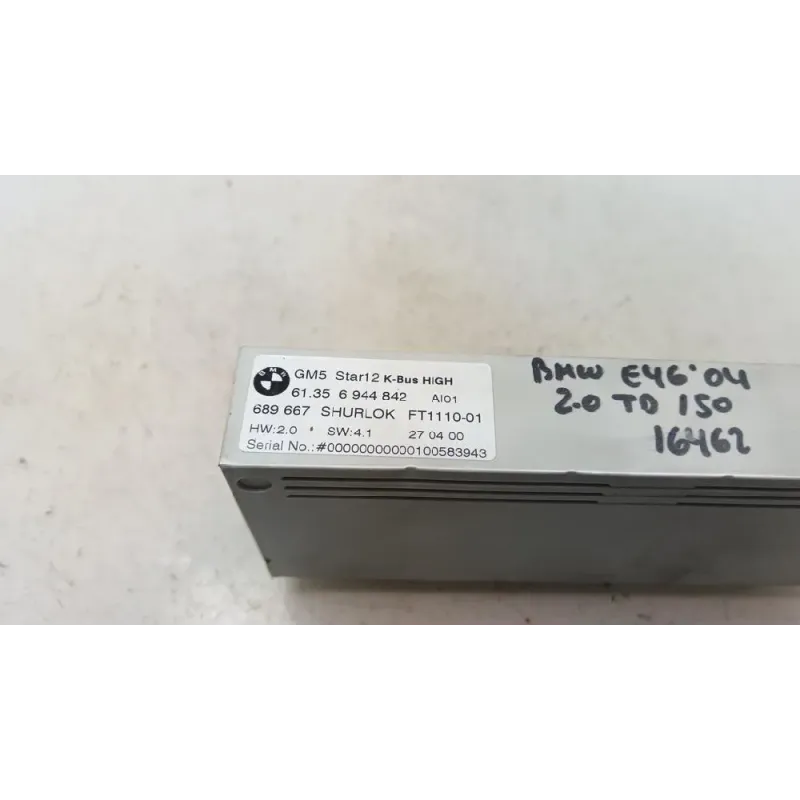 BMW
GM5 Star12 K-Bus HIGH
61.35 6 944 842 AI01
689 667 SHURLOK FT1110-01
HW:2.0 * SW:4.1 27 04 00
Serial No.:#00000000000100583943
BMW E46'04
2.0 TD 150
16462